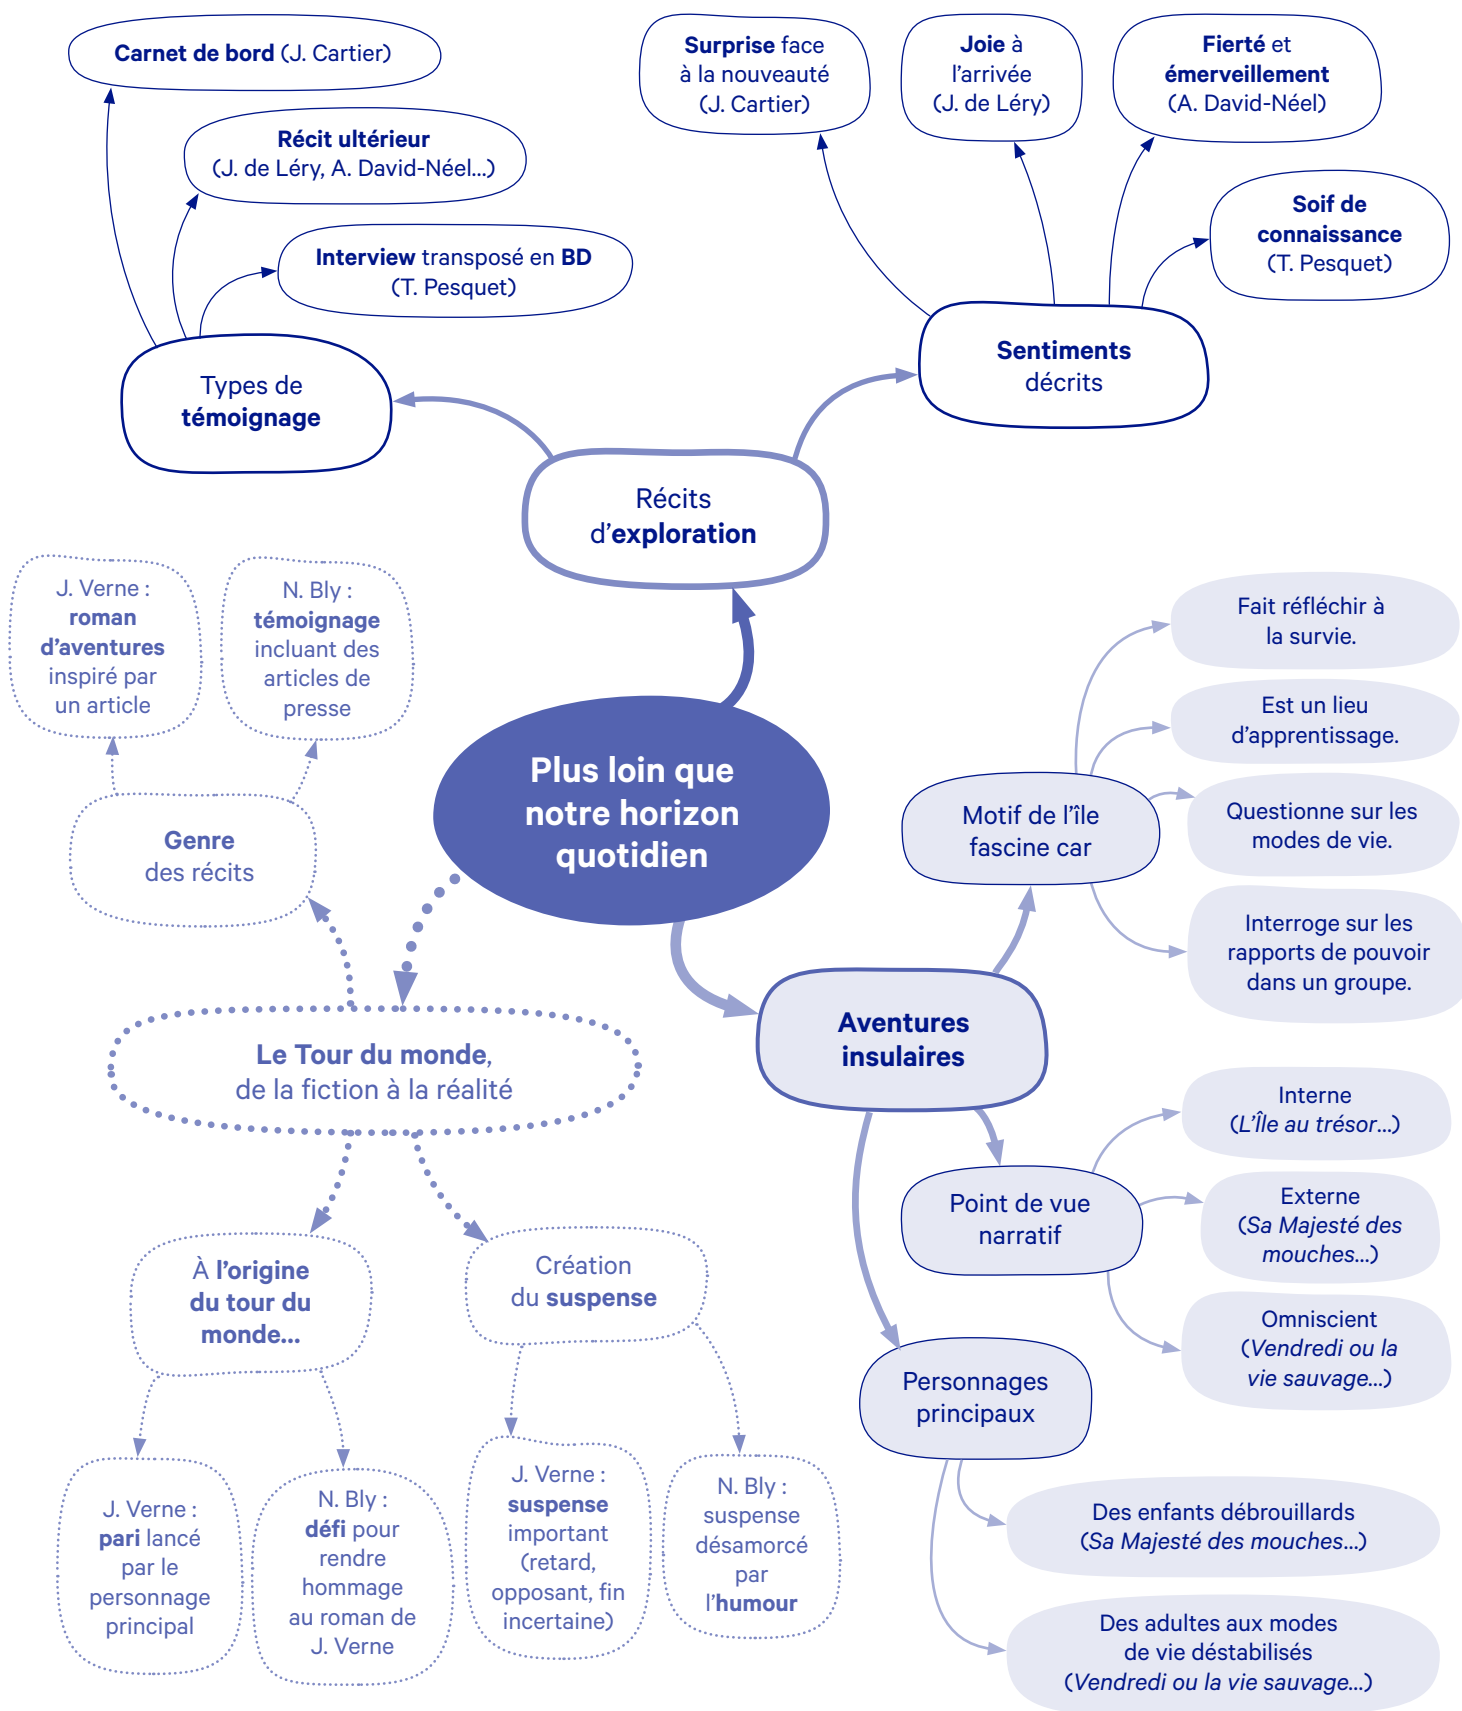 Carnet de bord (J. Cartier)
Récit ultérieur
(J. de Léry, A. David-Néel...)
Interview transposé en BD
(T. Pesquet)
Types de
témoignage
Surprise face
à la nouveauté
(J. Cartier)
Joie à
l'arrivée
(J. de Léry)
Fierté et
émerveillement
(A. David-Néel)
Soif de
connaissance
(T. Pesquet)
Sentiments
décrits
Récits
d'exploration
J. Verne :
roman
d'aventures
inspiré par
un article
N. Bly :
témoignage
incluant des
articles de
presse
Genre
des récits
Plus loin que
notre horizon
quotidien
Fait réfléchir à
la survie.
Est un lieu
d'apprentissage.
Questionne sur les
modes de vie.
Interroge sur les
rapports de pouvoir
dans un groupe.
Motif de l'île
fascine car
Aventures
insulaires
Le Tour du monde,
de la fiction à la réalité
Interne
(L'Île au trésor...)
Externe
(Sa Majesté des
mouches...)
Omniscient
(Vendredi ou la
vie sauvage...)
Point de vue
narratif
À l'origine
du tour du
monde...
Création
du suspense
Personnages
principaux
J. Verne :
pari lancé
par le
personnage
principal
N. Bly :
défi pour
rendre
hommage
au roman de
J. Verne
J. Verne :
suspense
important
(retard,
opposant, fin
incertaine)
N. Bly :
suspense
désamorcé
par
l'humour
Des enfants débrouillards
(Sa Majesté des mouches...)
Des adultes aux modes
de vie déstabilisés
(Vendredi ou la vie sauvage...)